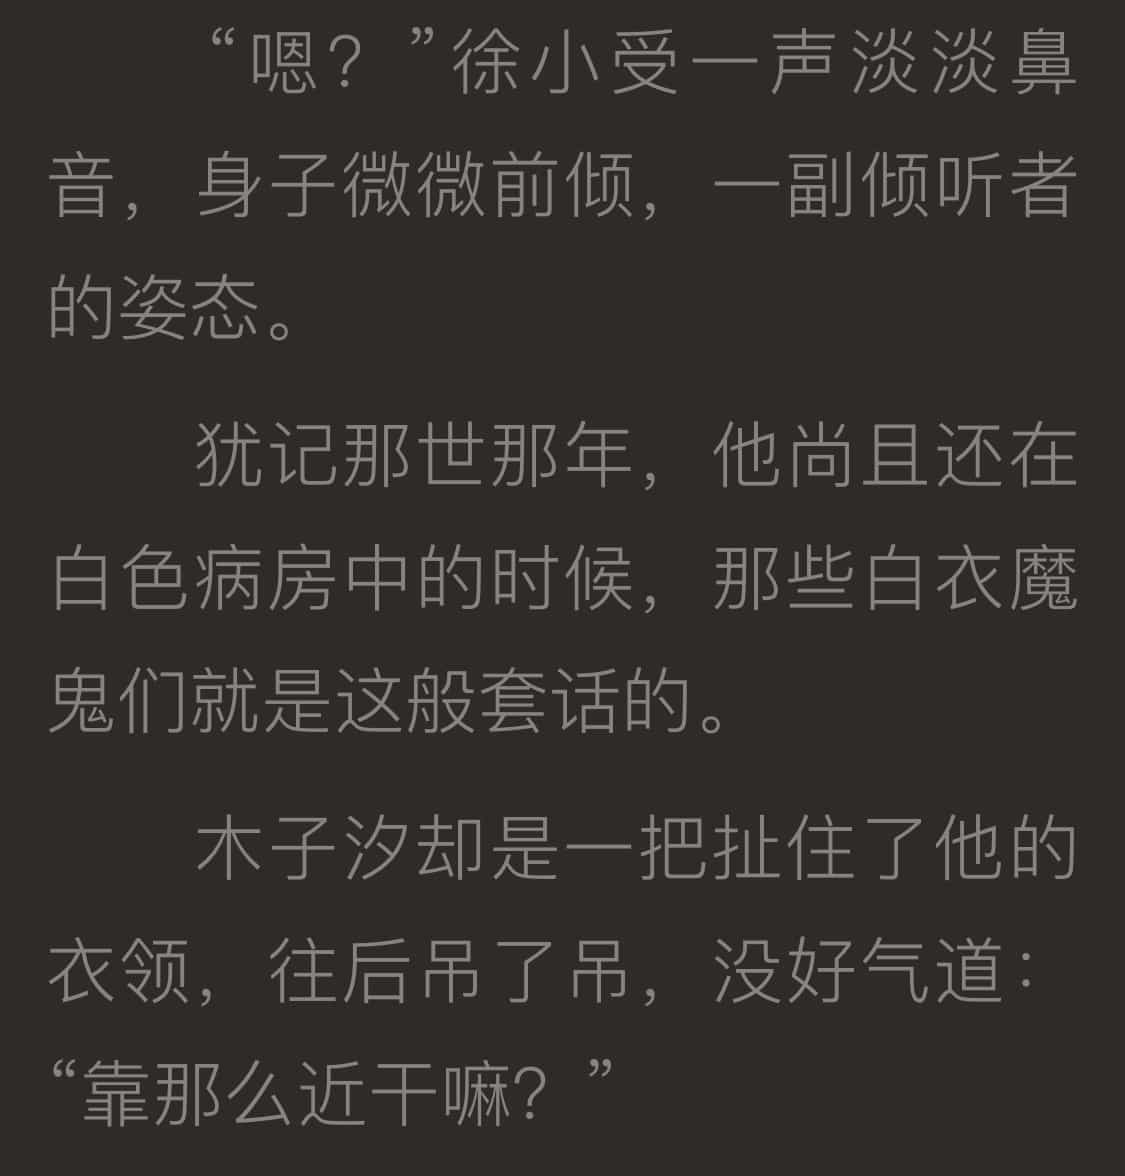 “嗯？”徐小受一声淡淡鼻
音，身子微微前倾，一副倾听者
的姿态。
犹记那世那年，他尚且还在
白色病房中的时候，那些白衣魔
鬼们就是这般套话的。
木子汐却是一把扯住了他的
衣领，往后吊了吊，没好气道：
“靠那么近干嘛？”